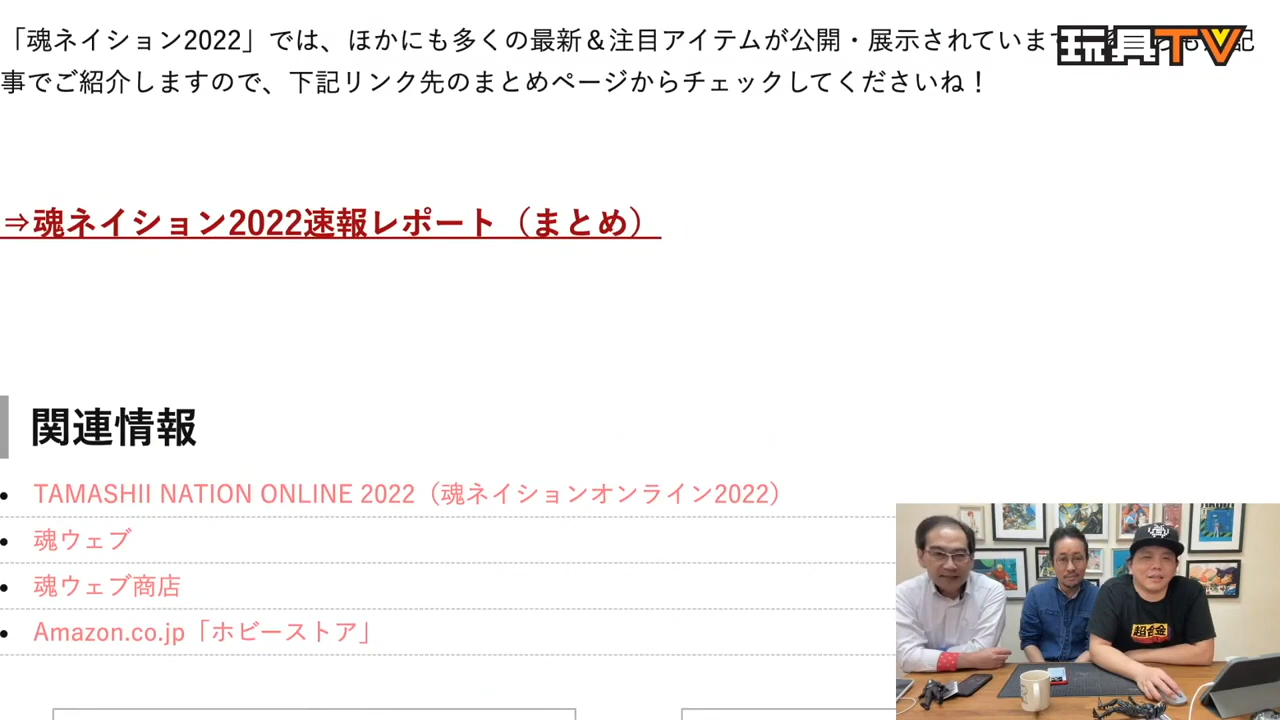 「魂ネイション2022」では、ほかにも多くの最新＆注目アイテムが公開・展示されています
記
事でご紹介しますので、下記リンク先のまとめページからチェックしてくださいね！
玩具TV
⇒魂ネイション2022速報レポート（まとめ）
関連情報
TAMASHII NATION ONLINE 2022（魂ネイションオンライン2022）
魂ウェブ
魂ウェブ商店
Amazon.co.jp「ホビーストア」
超合金